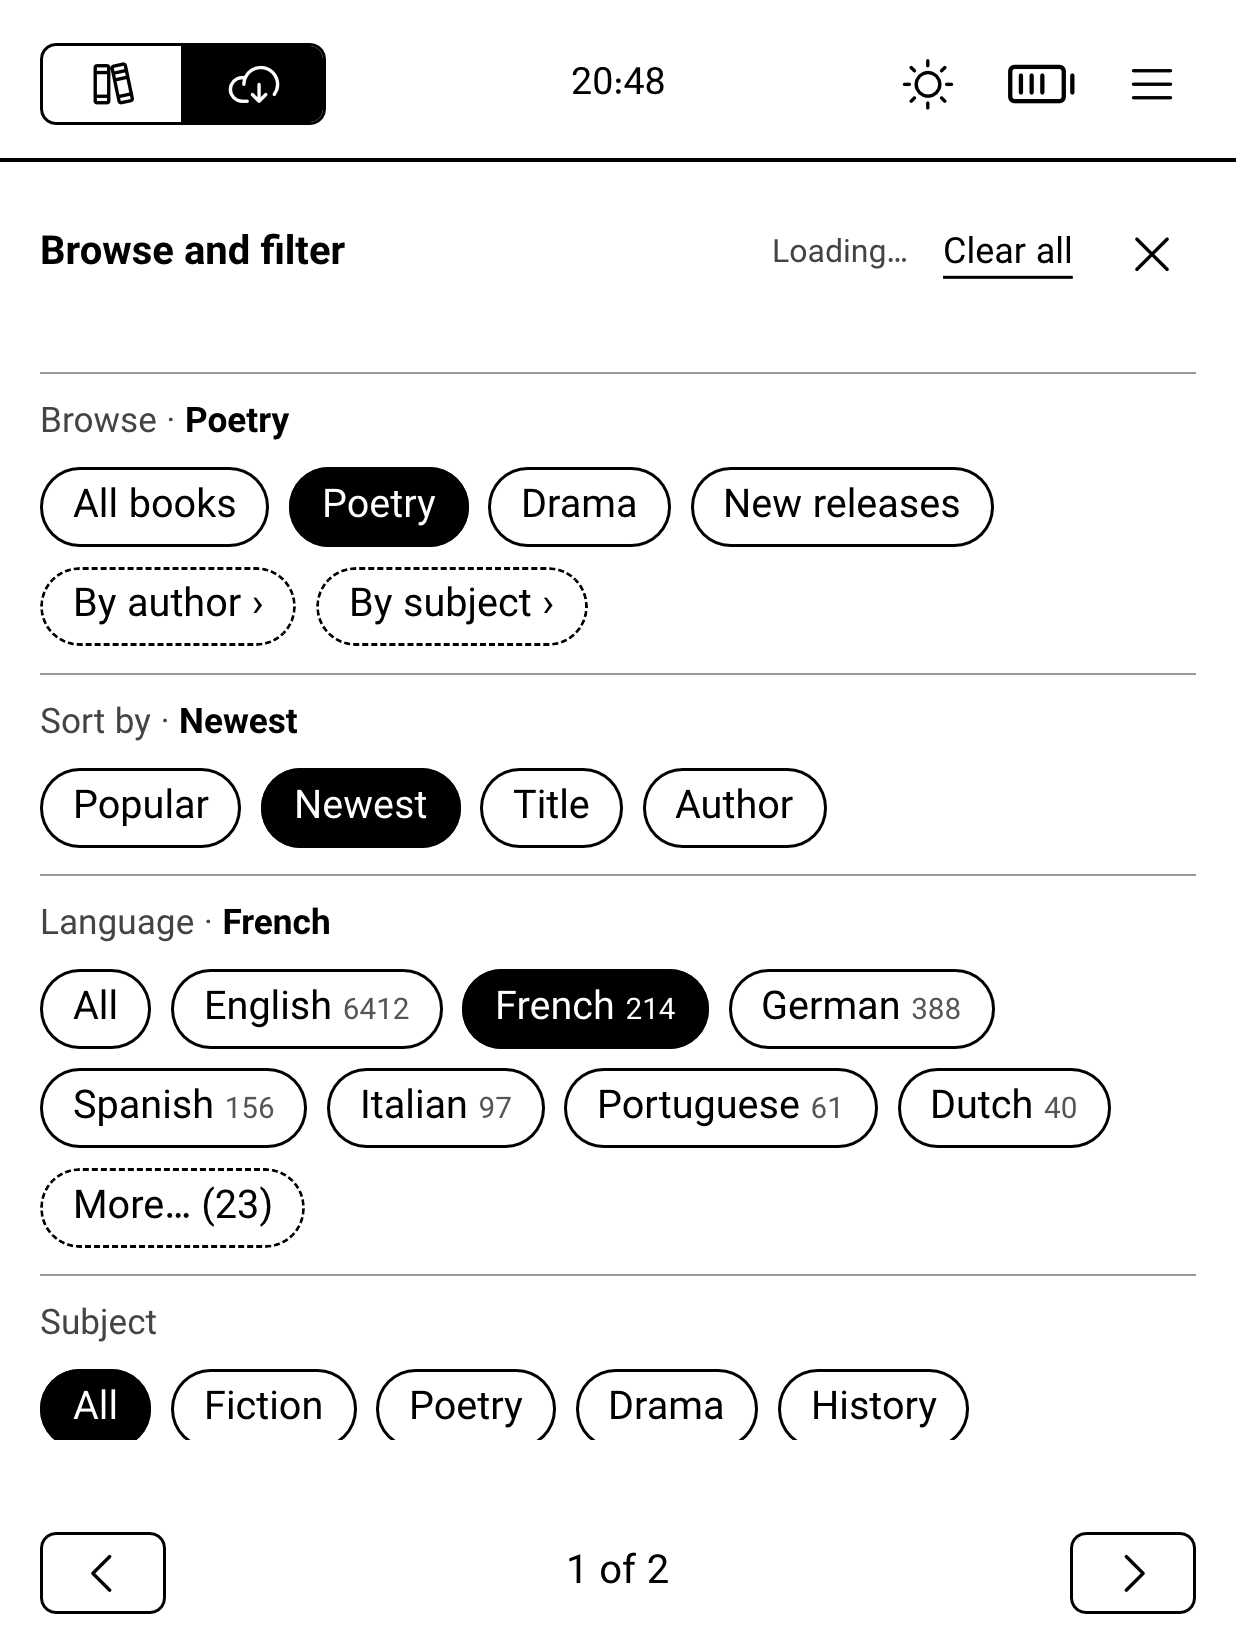 20:48
Browse and filter Loading… Clear all
Browse · Poetry
All books Poetry Drama New releases
By author › By subject ›
Sort by · Newest
Popular Newest Title Author
Language · French
All English 6412 French 214 German 388
Spanish 156 Italian 97 Portuguese 61 Dutch 40
More… (23)
Subject
All Fiction Poetry Drama History
1 of 2